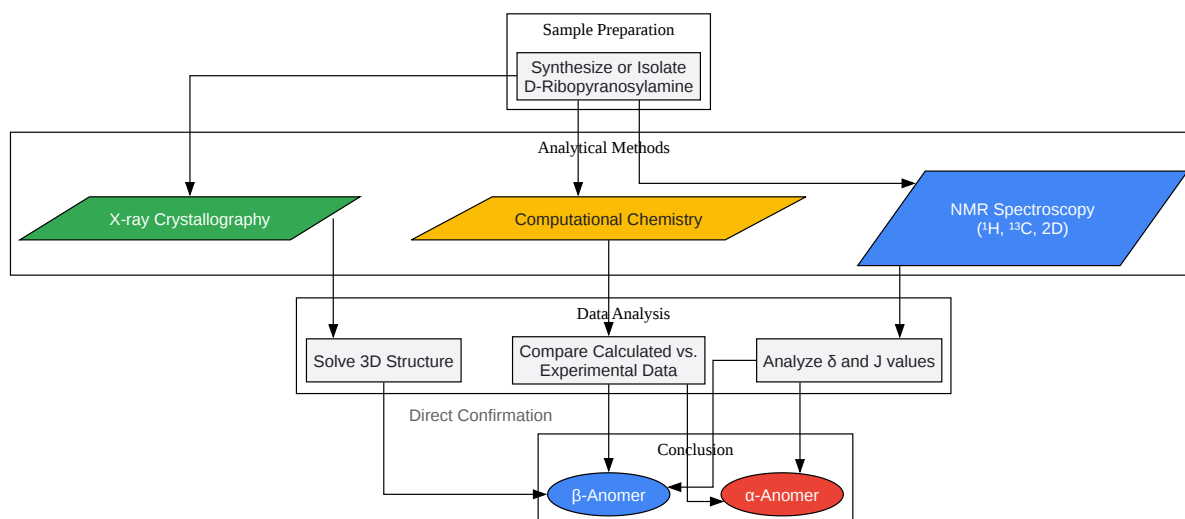 Sample Preparation
Synthesize or Isolate
D-Ribopyranosylamine
Analytical Methods
X-ray Crystallography
Computational Chemistry
NMR Spectroscopy
(¹H, ¹³C, 2D)
Data Analysis
Solve 3D Structure
Compare Calculated vs.
Experimental Data
Analyze δ and J values
Direct Confirmation
Conclusion
β-Anomer
α-Anomer